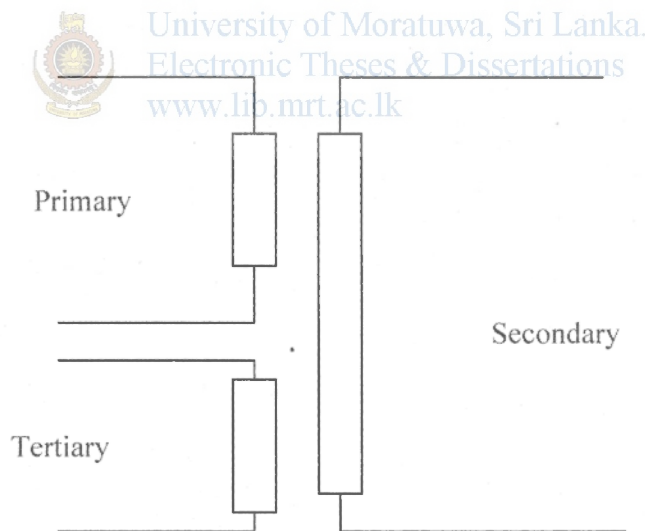 University of Moratuwa, Sri Lanka.
Electronic Theses & Dissertations
www.lib.mrt.ac.lk
Primary
Secondary
Tertiary